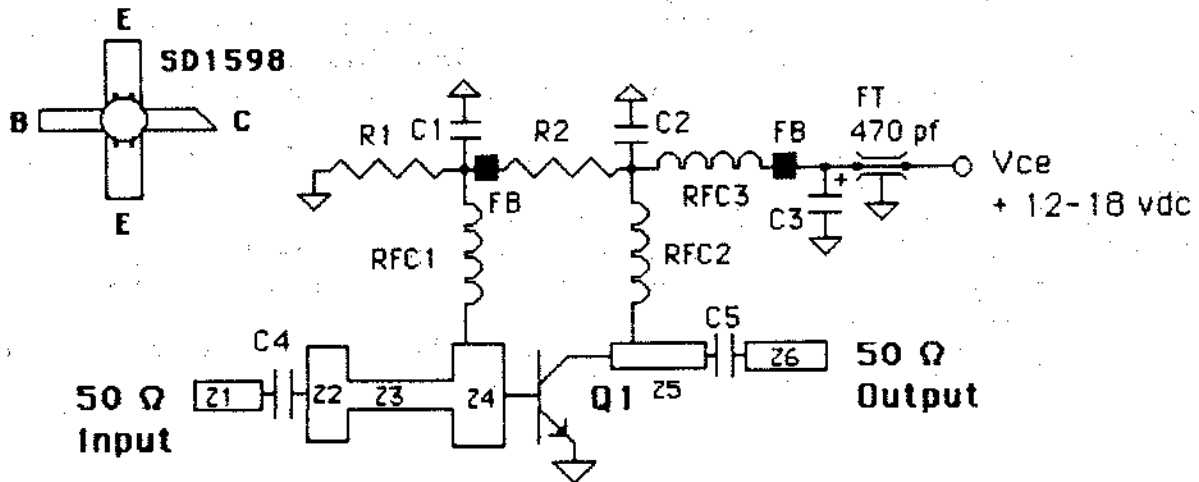 E
SD1598
B
C
E
R1
C1
R2
C2
FB
FT
470 pf
FB
RFC3
+
C3
Vce
+ 12-18 vdc
RFC1
RFC2
C4
C5
50 Ω
Input
Z1
Z2
Z3
Z4
Q1
Z5
Z6
50 Ω
Output